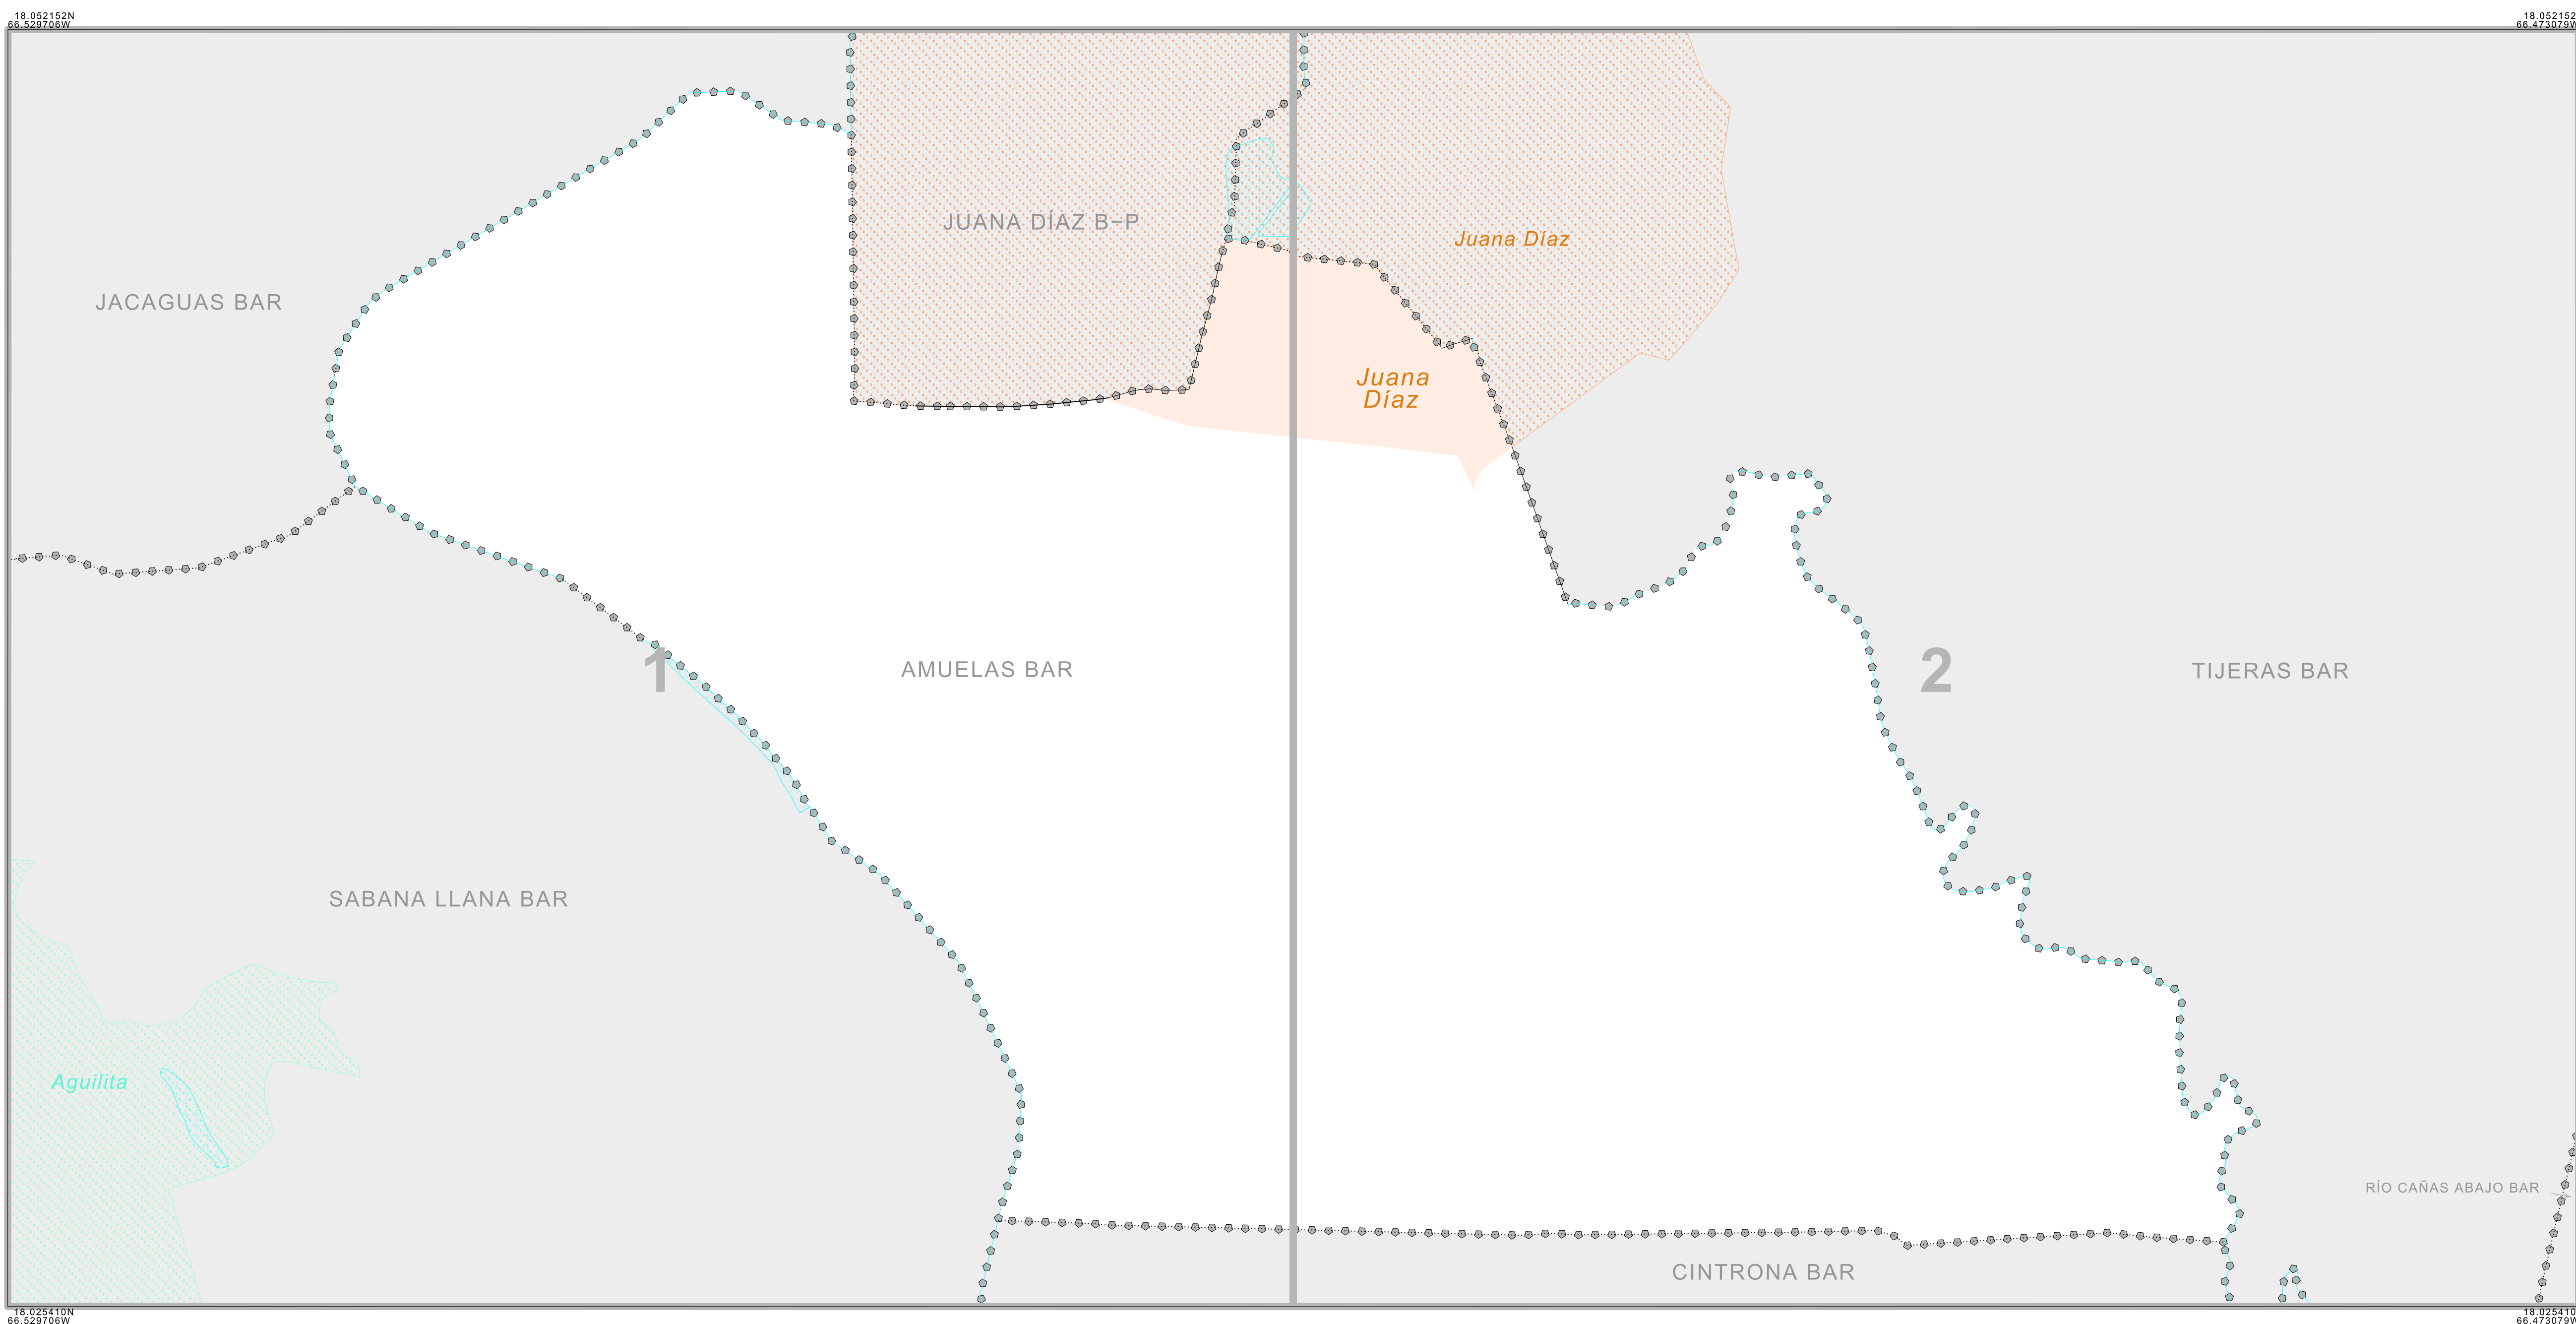 18.052152N
66.529706W
18.052152
66.473079W
JUANA DÍAZ B-P
Juana Díaz
JACAGUAS BAR
Juana
Díaz
1
AMUELAS BAR
2
TIJERAS BAR
SABANA LLANA BAR
Aguilita
RÍO CAÑAS ABAJO BAR
CINTRONA BAR
18.025410N
66.529706W
18.025410
66.473079W